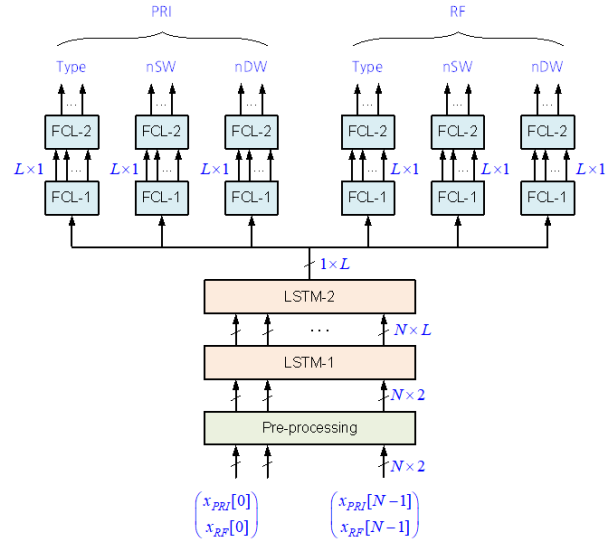 PRI RF
Type nSW nDW Type nSW nDW
... ... ... ... ... ...
FCL-2 FCL-2 FCL-2 FCL-2 FCL-2 FCL-2
L×1 ... L×1 ... L×1 ... ... L×1 ... L×1 ... L×1
FCL-1 FCL-1 FCL-1 FCL-1 FCL-1 FCL-1
1×L
LSTM-2
... N×L
LSTM-1
N×2
Pre-processing
N×2
(x_PRI[0]) (x_PRI[N−1])
(x_RF[0]) (x_RF[N−1])